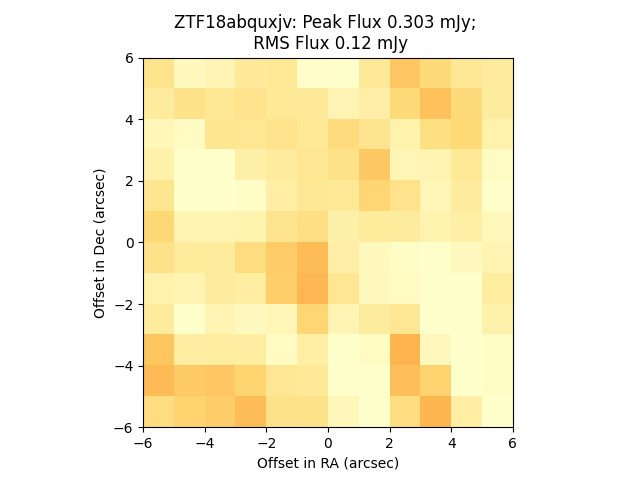 ZTF18abquxjv: Peak Flux 0.303 mJy;
RMS Flux 0.12 mJy
6
4
2
0
−2
−4
−6
Offset in Dec (arcsec)
−6 −4 −2 0 2 4 6
Offset in RA (arcsec)